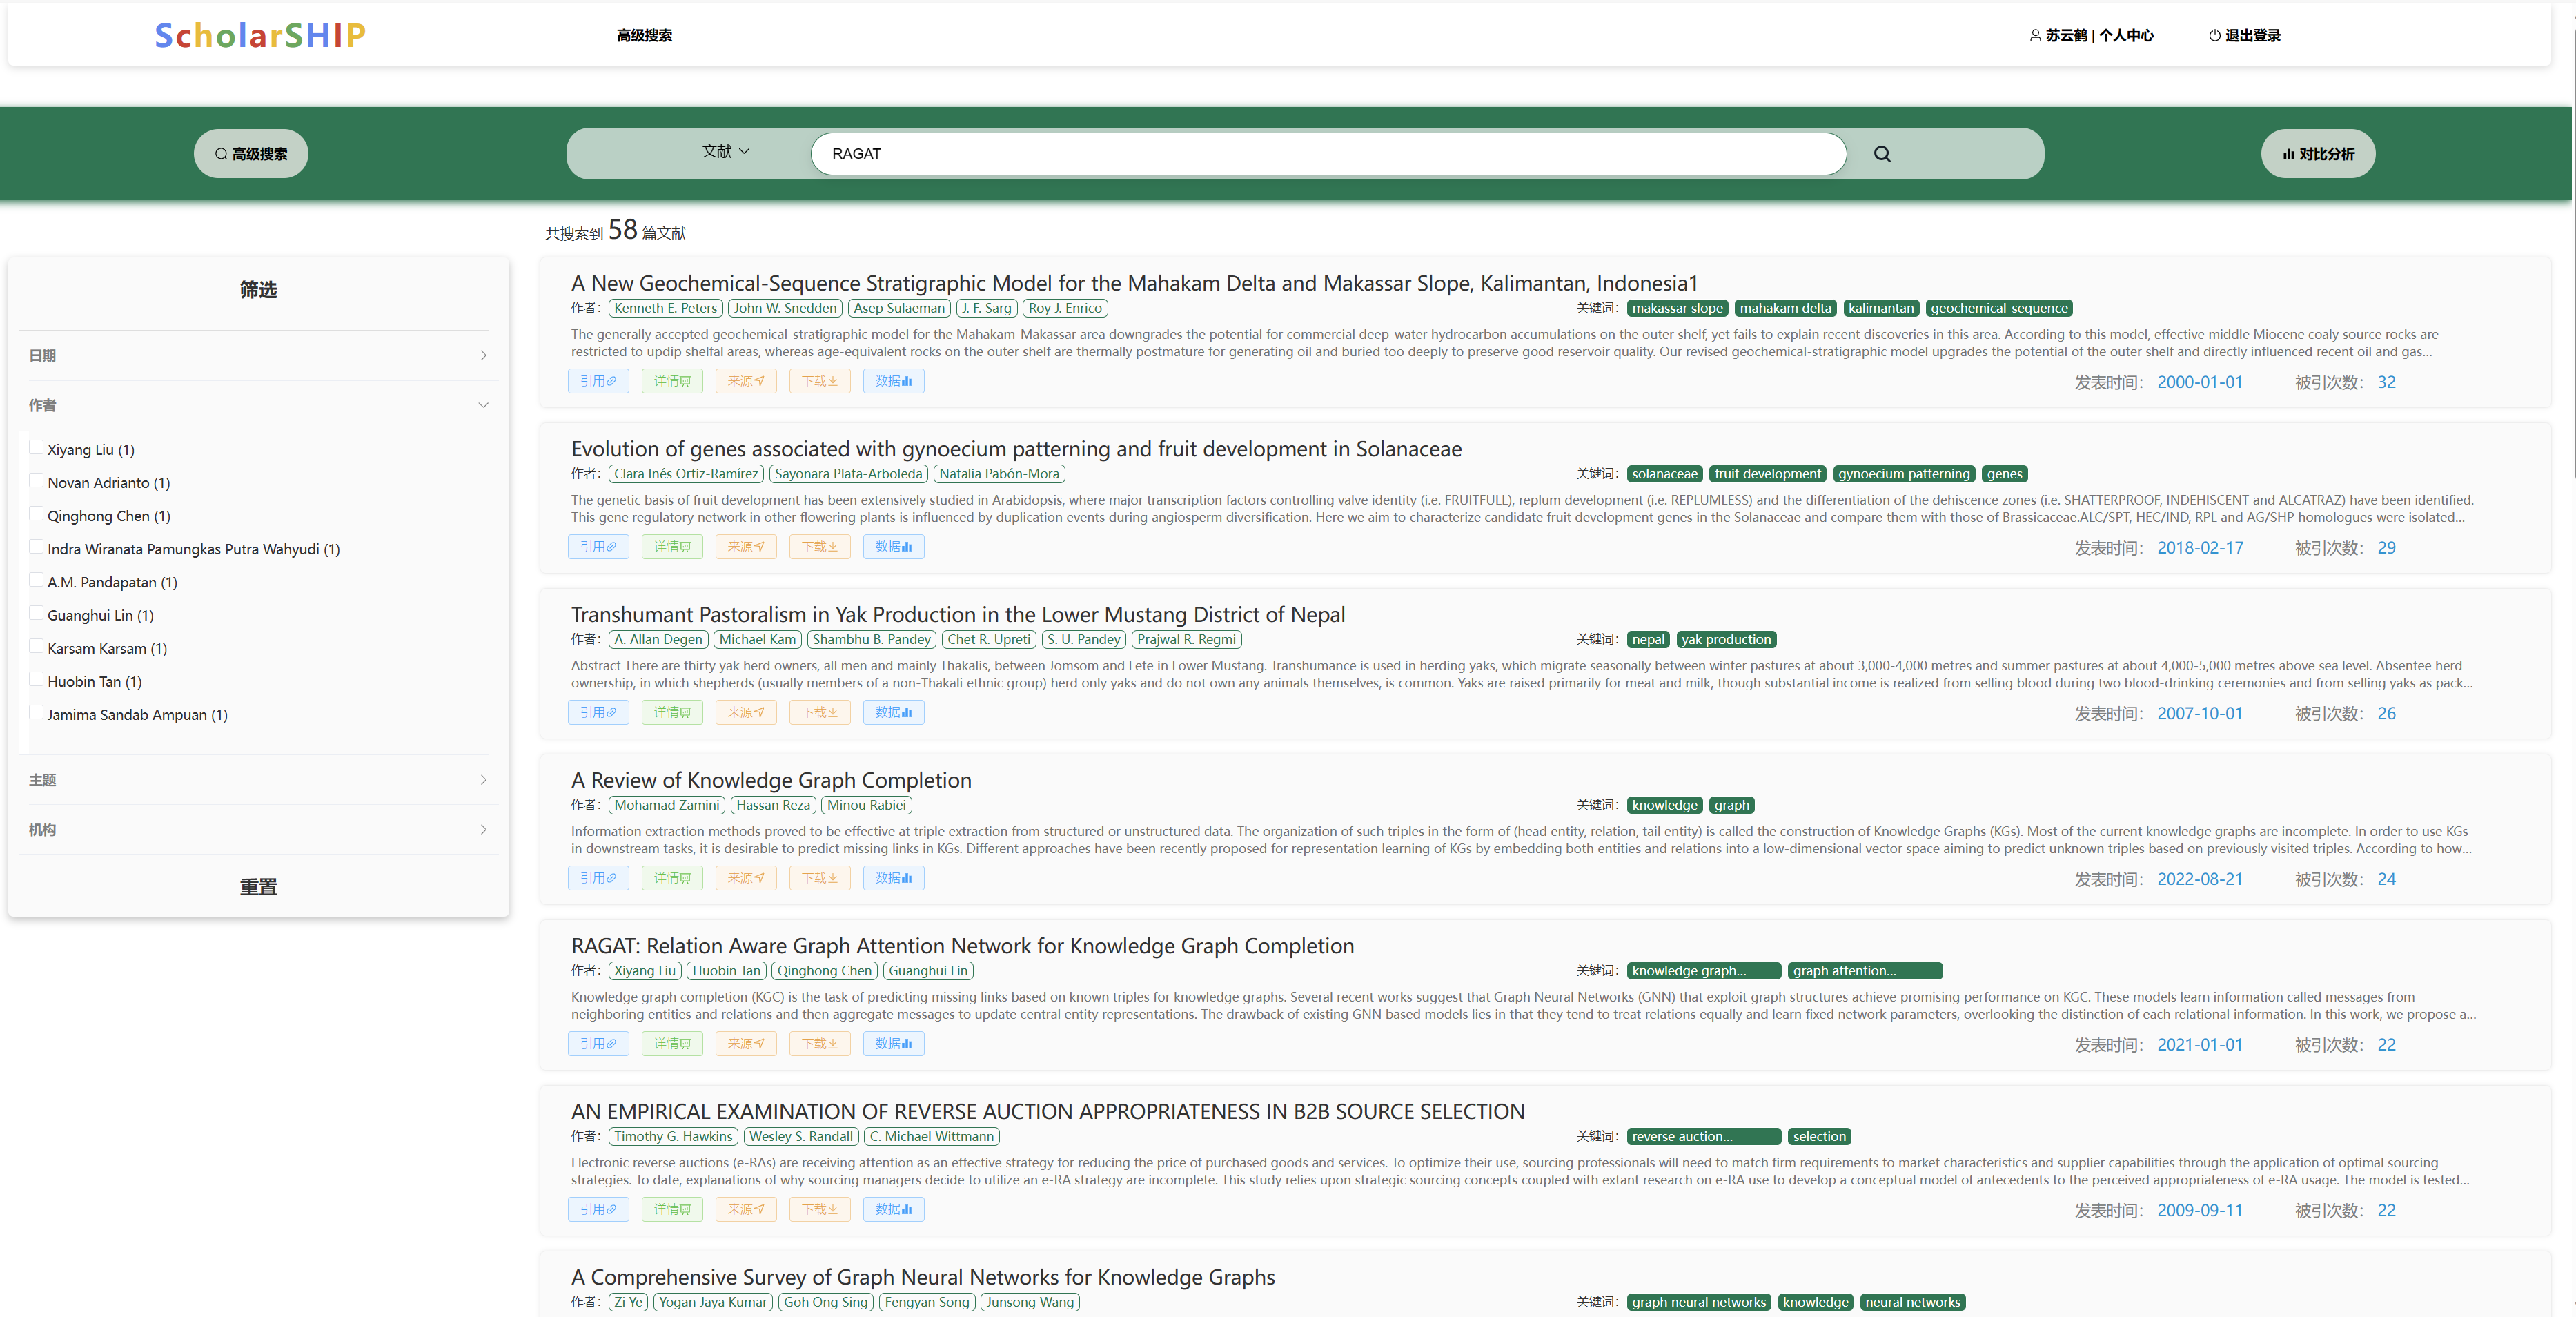 ScholarSHIP 高级搜索 苏云鹤 | 个人中心 退出登录
高级搜索 文献 RAGAT 对比分析
共搜索到 58 篇文献
筛选
日期
作者
Xiyang Liu (1)
Novan Adrianto (1)
Qinghong Chen (1)
Indra Wiranata Pamungkas Putra Wahyudi (1)
A.M. Pandapatan (1)
Guanghui Lin (1)
Karsam Karsam (1)
Huobin Tan (1)
Jamima Sandab Ampuan (1)
主题
机构
重置
A New Geochemical-Sequence Stratigraphic Model for the Mahakam Delta and Makassar Slope, Kalimantan, Indonesia1
作者： Kenneth E. Peters John W. Snedden Asep Sulaeman J. F. Sarg Roy J. Enrico 关键词： makassar slope mahakam delta kalimantan geochemical-sequence
The generally accepted geochemical-stratigraphic model for the Mahakam-Makassar area downgrades the potential for commercial deep-water hydrocarbon accumulations on the outer shelf, yet fails to explain recent discoveries in this area. According to this model, effective middle Miocene coaly source rocks are
restricted to updip shelfal areas, whereas age-equivalent rocks on the outer shelf are thermally postmature for generating oil and buried too deeply to preserve good reservoir quality. Our revised geochemical-stratigraphic model upgrades the potential of the outer shelf and directly influenced recent oil and gas...
引用 详情 来源 下载 数据 发表时间： 2000-01-01 被引次数： 32
Evolution of genes associated with gynoecium patterning and fruit development in Solanaceae
作者： Clara Inés Ortiz-Ramírez Sayonara Plata-Arboleda Natalia Pabón-Mora 关键词： solanaceae fruit development gynoecium patterning genes
The genetic basis of fruit development has been extensively studied in Arabidopsis, where major transcription factors controlling valve identity (i.e. FRUITFULL), replum development (i.e. REPLUMLESS) and the differentiation of the dehiscence zones (i.e. SHATTERPROOF, INDEHISCENT and ALCATRAZ) have been identified.
This gene regulatory network in other flowering plants is influenced by duplication events during angiosperm diversification. Here we aim to characterize candidate fruit development genes in the Solanaceae and compare them with those of Brassicaceae.ALC/SPT, HEC/IND, RPL and AG/SHP homologues were isolated...
引用 详情 来源 下载 数据 发表时间： 2018-02-17 被引次数： 29
Transhumant Pastoralism in Yak Production in the Lower Mustang District of Nepal
作者： A. Allan Degen Michael Kam Shambhu B. Pandey Chet R. Upreti S. U. Pandey Prajwal R. Regmi 关键词： nepal yak production
Abstract There are thirty yak herd owners, all men and mainly Thakalis, between Jomsom and Lete in Lower Mustang. Transhumance is used in herding yaks, which migrate seasonally between winter pastures at about 3,000-4,000 metres and summer pastures at about 4,000-5,000 metres above sea level. Absentee herd
ownership, in which shepherds (usually members of a non-Thakali ethnic group) herd only yaks and do not own any animals themselves, is common. Yaks are raised primarily for meat and milk, though substantial income is realized from selling blood during two blood-drinking ceremonies and from selling yaks as pack...
引用 详情 来源 下载 数据 发表时间： 2007-10-01 被引次数： 26
A Review of Knowledge Graph Completion
作者： Mohamad Zamini Hassan Reza Minou Rabiei 关键词： knowledge graph
Information extraction methods proved to be effective at triple extraction from structured or unstructured data. The organization of such triples in the form of (head entity, relation, tail entity) is called the construction of Knowledge Graphs (KGs). Most of the current knowledge graphs are incomplete. In order to use KGs
in downstream tasks, it is desirable to predict missing links in KGs. Different approaches have been recently proposed for representation learning of KGs by embedding both entities and relations into a low-dimensional vector space aiming to predict unknown triples based on previously visited triples. According to how...
引用 详情 来源 下载 数据 发表时间： 2022-08-21 被引次数： 24
RAGAT: Relation Aware Graph Attention Network for Knowledge Graph Completion
作者： Xiyang Liu Huobin Tan Qinghong Chen Guanghui Lin 关键词： knowledge graph... graph attention...
Knowledge graph completion (KGC) is the task of predicting missing links based on known triples for knowledge graphs. Several recent works suggest that Graph Neural Networks (GNN) that exploit graph structures achieve promising performance on KGC. These models learn information called messages from
neighboring entities and relations and then aggregate messages to update central entity representations. The drawback of existing GNN based models lies in that they tend to treat relations equally and learn fixed network parameters, overlooking the distinction of each relational information. In this work, we propose a...
引用 详情 来源 下载 数据 发表时间： 2021-01-01 被引次数： 22
AN EMPIRICAL EXAMINATION OF REVERSE AUCTION APPROPRIATENESS IN B2B SOURCE SELECTION
作者： Timothy G. Hawkins Wesley S. Randall C. Michael Wittmann 关键词： reverse auction... selection
Electronic reverse auctions (e-RAs) are receiving attention as an effective strategy for reducing the price of purchased goods and services. To optimize their use, sourcing professionals will need to match firm requirements to market characteristics and supplier capabilities through the application of optimal sourcing
strategies. To date, explanations of why sourcing managers decide to utilize an e-RA strategy are incomplete. This study relies upon strategic sourcing concepts coupled with extant research on e-RA use to develop a conceptual model of antecedents to the perceived appropriateness of e-RA usage. The model is tested...
引用 详情 来源 下载 数据 发表时间： 2009-09-11 被引次数： 22
A Comprehensive Survey of Graph Neural Networks for Knowledge Graphs
作者： Zi Ye Yogan Jaya Kumar Goh Ong Sing Fengyan Song Junsong Wang 关键词： graph neural networks knowledge neural networks